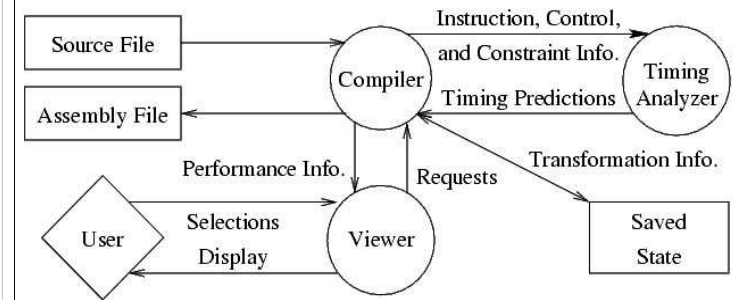 Instruction, Control,
and Constraint Info.
Source File
Compiler
Timing
Analyzer
Assembly File
Timing Predictions
Performance Info.
Requests
Transformation Info.
User
Selections
Display
Viewer
Saved
State